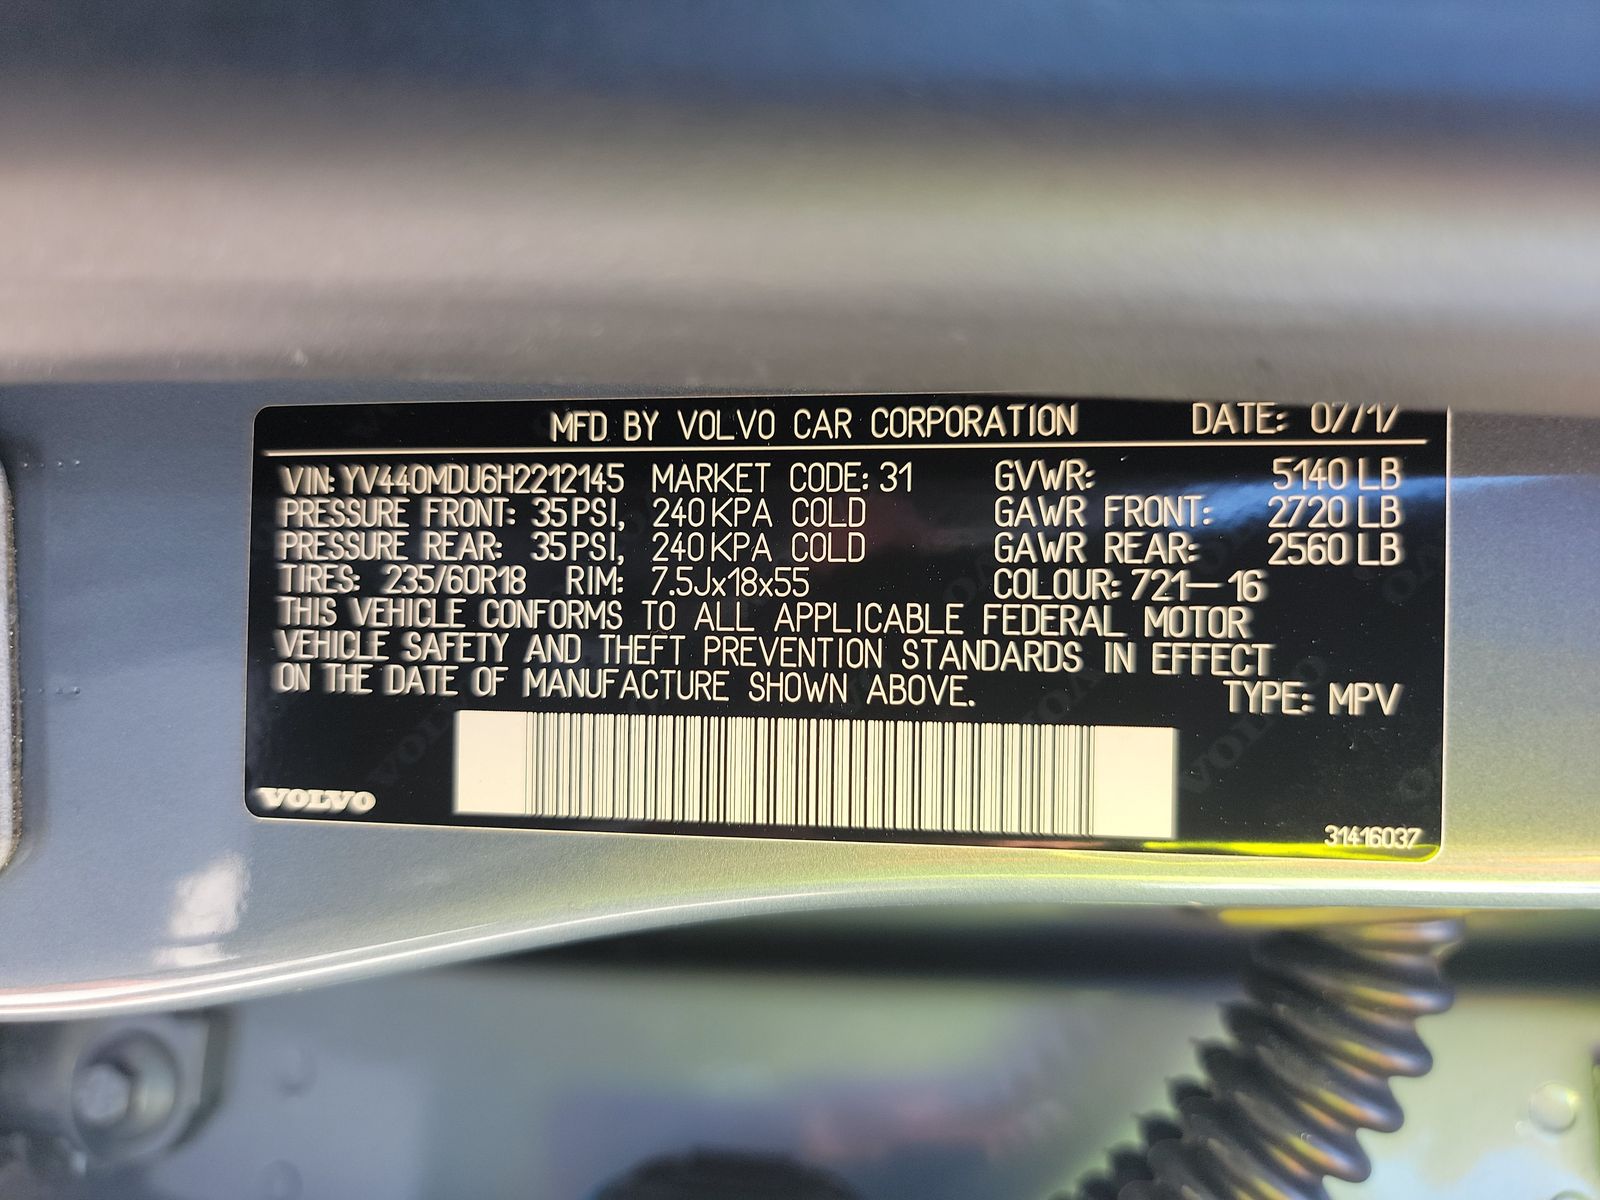 MFD BY VOLVO CAR CORPORATION DATE: 07/17
VIN: YV440MDU6H2212145 MARKET CODE: 31 GVWR: 5140 LB
PRESSURE FRONT: 35 PSI, 240 KPA COLD GAWR FRONT: 2720 LB
PRESSURE REAR: 35 PSI, 240 KPA COLD GAWR REAR: 2560 LB
TIRES: 235/60R18 RIM: 7.5Jx18x55 COLOUR: 721-16
THIS VEHICLE CONFORMS TO ALL APPLICABLE FEDERAL MOTOR
VEHICLE SAFETY AND THEFT PREVENTION STANDARDS IN EFFECT
ON THE DATE OF MANUFACTURE SHOWN ABOVE. TYPE: MPV
VOLVO
31416037